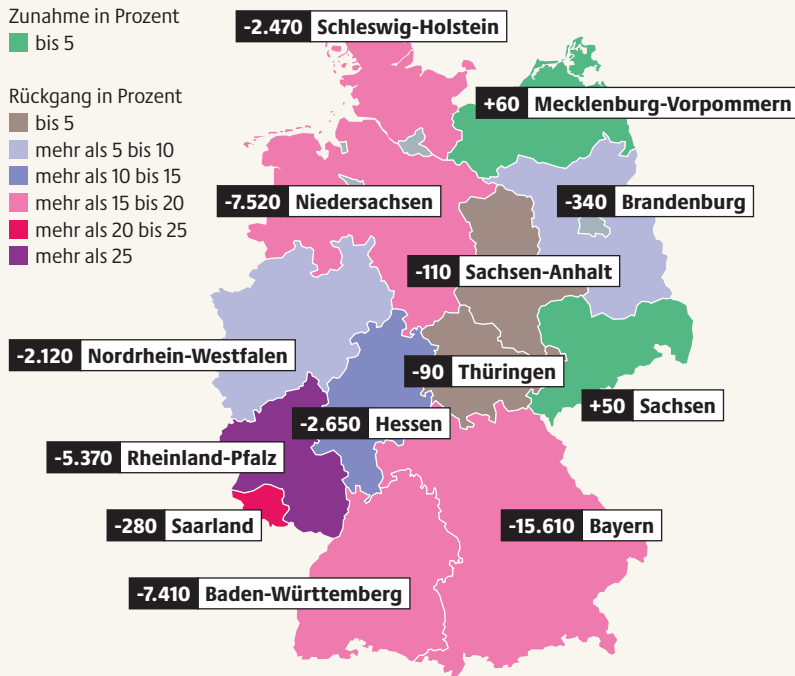 Zunahme in Prozent
bis 5
Rückgang in Prozent
bis 5
mehr als 5 bis 10
mehr als 10 bis 15
mehr als 15 bis 20
mehr als 20 bis 25
mehr als 25
-2.470 Schleswig-Holstein
+60 Mecklenburg-Vorpommern
-7.520 Niedersachsen
-340 Brandenburg
-110 Sachsen-Anhalt
-2.120 Nordrhein-Westfalen
-90 Thüringen
+50 Sachsen
-2.650 Hessen
-5.370 Rheinland-Pfalz
-280 Saarland
-15.610 Bayern
-7.410 Baden-Württemberg